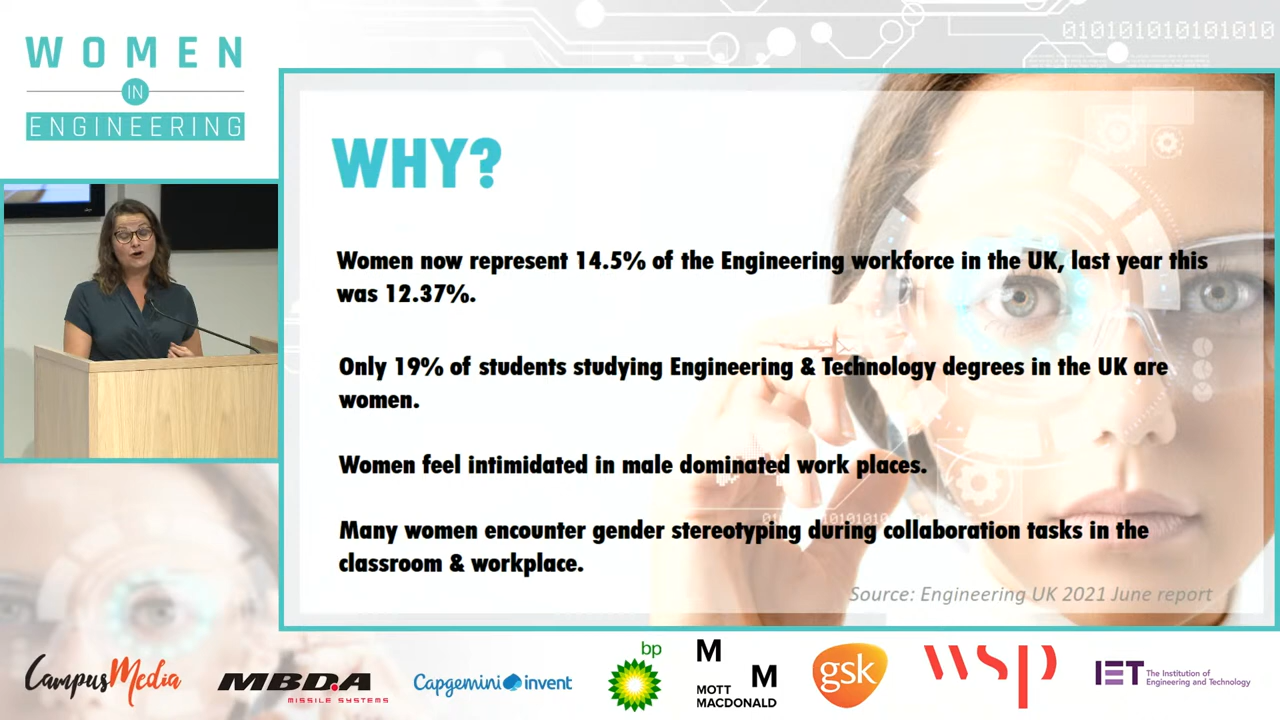 WOMEN
IN
ENGINEERING
010101010101010
WHY?
Women now represent 14.5% of the Engineering workforce in the UK, last year this
was 12.37%.
Only 19% of students studying Engineering & Technology degrees in the UK are
women.
Women feel intimidated in male dominated work places.
Many women encounter gender stereotyping during collaboration tasks in the
classroom & workplace.
Source: Engineering UK 2021 June report
CampusMedia
MBDA
MISSILE SYSTEMS
Capgemini invent
bp
M
M
MOTT
MACDONALD
gsk
wsp
IET
The Institution of
Engineering and Technology